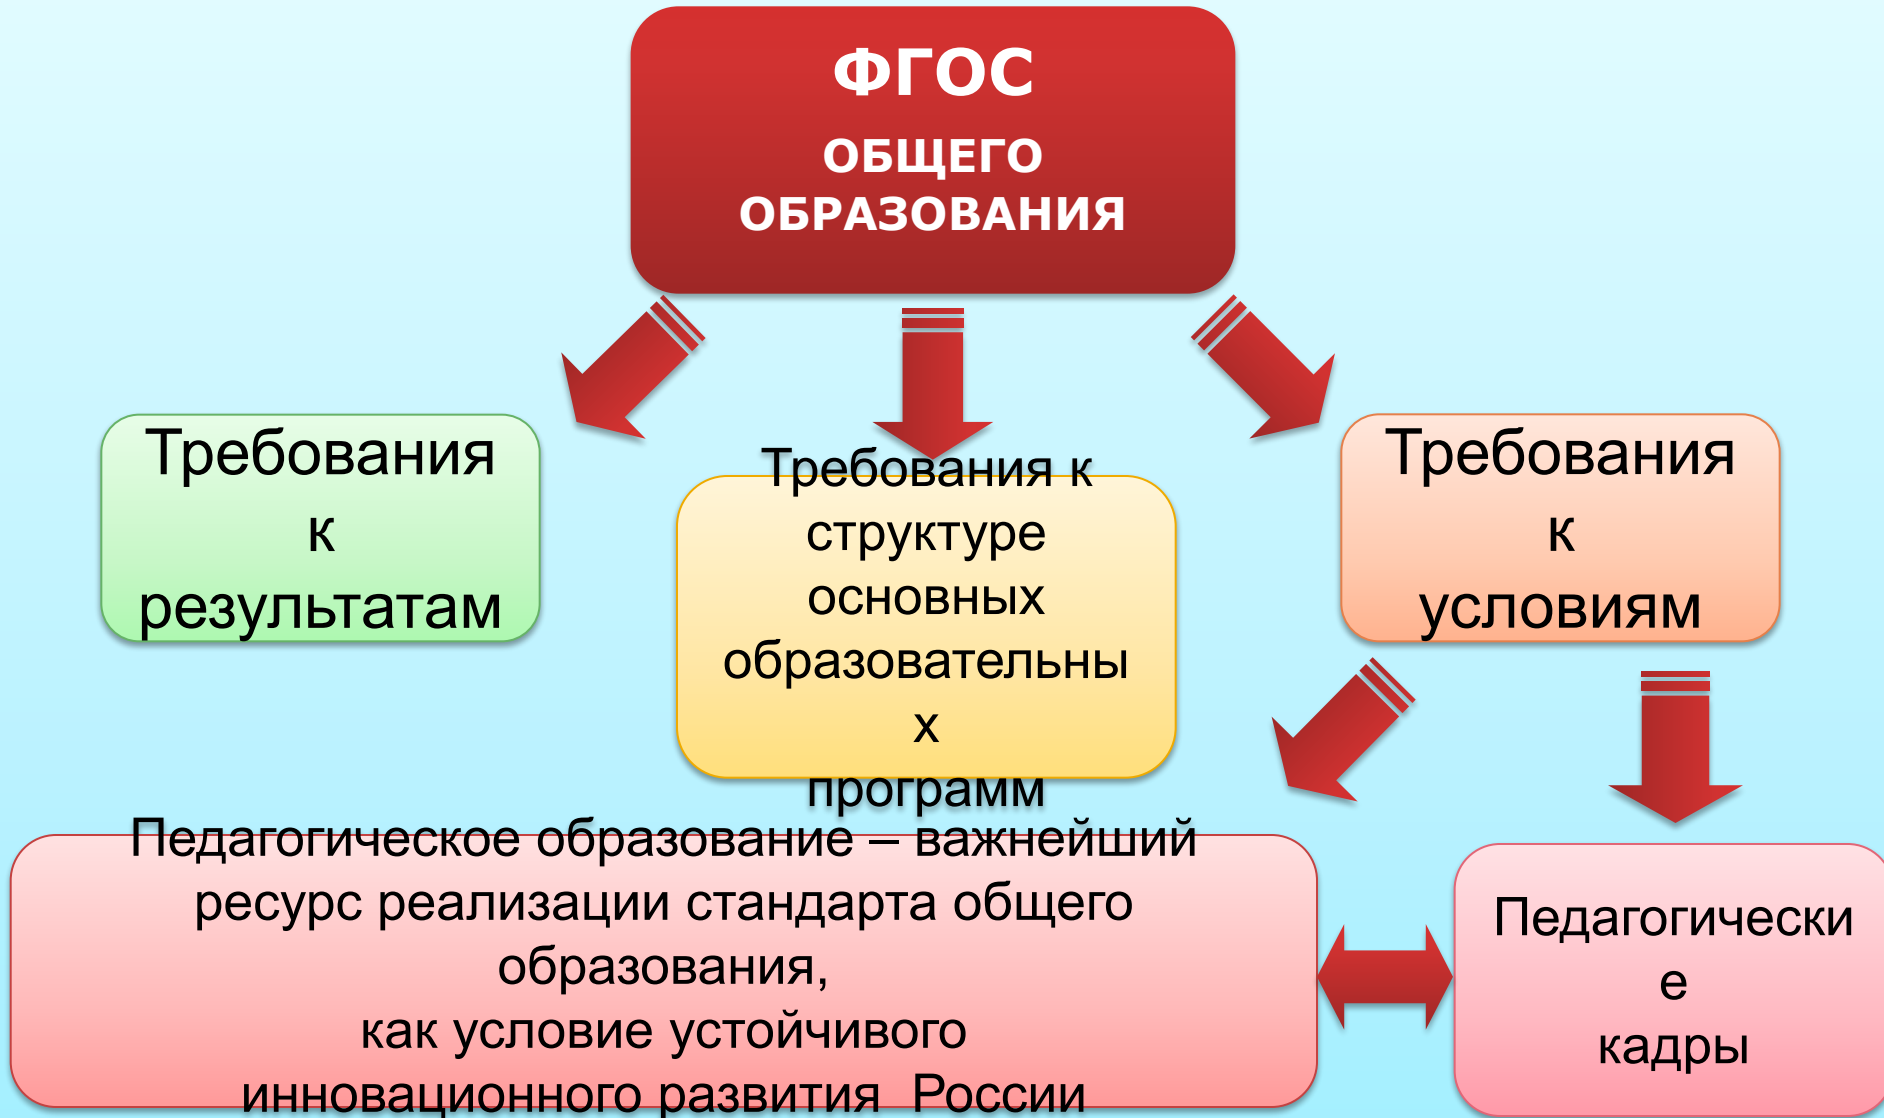 ФГОС
ОБЩЕГО
ОБРАЗОВАНИЯ
Требования
к
результатам
Требования к
структуре
основных
образовательны
х
программ
Требования
к
условиям
Педагогическое образование – важнейший
ресурс реализации стандарта общего
образования,
как условие устойчивого
инновационного развития России
Педагогически
е
кадры